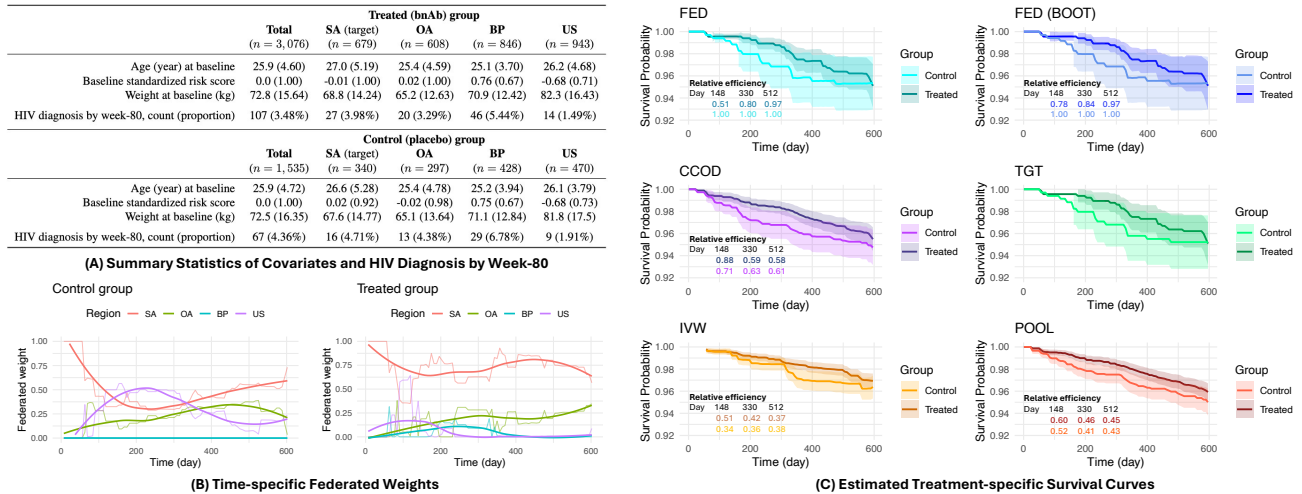 Treated (bnAb) group
Total SA (target) OA BP US
(n = 3,076) (n = 679) (n = 608) (n = 846) (n = 943)
Age (year) at baseline 25.9 (4.60) 27.0 (5.19) 25.4 (4.59) 25.1 (3.70) 26.2 (4.68)
Baseline standardized risk score 0.0 (1.00) -0.01 (1.00) 0.02 (1.00) 0.76 (0.67) -0.68 (0.71)
Weight at baseline (kg) 72.8 (15.64) 68.8 (14.24) 65.2 (12.63) 70.9 (12.42) 82.3 (16.43)
HIV diagnosis by week-80, count (proportion) 107 (3.48%) 27 (3.98%) 20 (3.29%) 46 (5.44%) 14 (1.49%)
Control (placebo) group
Total SA (target) OA BP US
(n = 1,535) (n = 340) (n = 297) (n = 428) (n = 470)
Age (year) at baseline 25.9 (4.72) 26.6 (5.28) 25.4 (4.78) 25.2 (3.94) 26.1 (3.79)
Baseline standardized risk score 0.0 (1.00) 0.02 (0.92) -0.02 (0.98) 0.75 (0.67) -0.68 (0.73)
Weight at baseline (kg) 72.5 (16.35) 67.6 (14.77) 65.1 (13.64) 71.1 (12.84) 81.8 (17.5)
HIV diagnosis by week-80, count (proportion) 67 (4.36%) 16 (4.71%) 13 (4.38%) 29 (6.78%) 9 (1.91%)
(A) Summary Statistics of Covariates and HIV Diagnosis by Week-80
Control group
Region SA OA BP US
Federated weight
1.00
0.75
0.50
0.25
0.00
0 200 400 600
Time (day)
Treated group
Region SA OA BP US
Federated weight
1.00
0.75
0.50
0.25
0.00
0 200 400 600
Time (day)
(B) Time-specific Federated Weights
FED
Survival Probability
1.00
0.98
0.96
0.94
0.92
Relative efficiency
Day 148 330 512
0.51 0.80 0.97
1.00 1.00 1.00
0 200 400 600
Time (day)
Group
Control
Treated
FED (BOOT)
Survival Probability
1.00
0.98
0.96
0.94
0.92
Relative efficiency
Day 148 330 512
0.78 0.84 0.97
1.00 1.00 1.00
0 200 400 600
Time (day)
Group
Control
Treated
CCOD
Survival Probability
1.00
0.98
0.96
0.94
0.92
Relative efficiency
Day 148 330 512
0.88 0.59 0.58
0.71 0.63 0.61
0 200 400 600
Time (day)
Group
Control
Treated
TGT
Survival Probability
1.00
0.98
0.96
0.94
0.92
0 200 400 600
Time (day)
Group
Control
Treated
IVW
Survival Probability
1.00
0.98
0.96
0.94
0.92
Relative efficiency
Day 148 330 512
0.51 0.42 0.37
0.34 0.36 0.38
0 200 400 600
Time (day)
Group
Control
Treated
POOL
Survival Probability
1.00
0.98
0.96
0.94
0.92
Relative efficiency
Day 148 330 512
0.60 0.46 0.45
0.52 0.41 0.43
0 200 400 600
Time (day)
Group
Control
Treated
(C) Estimated Treatment-specific Survival Curves